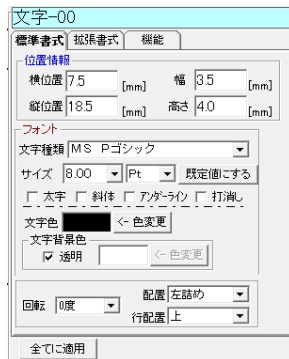 文字-00
標準書式 拡張書式 機能
位置情報
横位置 7.5 [mm] 幅 3.5 [mm]
縦位置 18.5 [mm] 高さ 4.0 [mm]
フォント
文字種類 ＭＳ Ｐゴシック
サイズ 8.00 Pt 既定値にする
太字 斜体 アンダーライン 打消し
文字色 <- 色変更
文字背景色
透明 <- 色変更
回転 0度 配置 左詰め
行配置 上
全てに適用